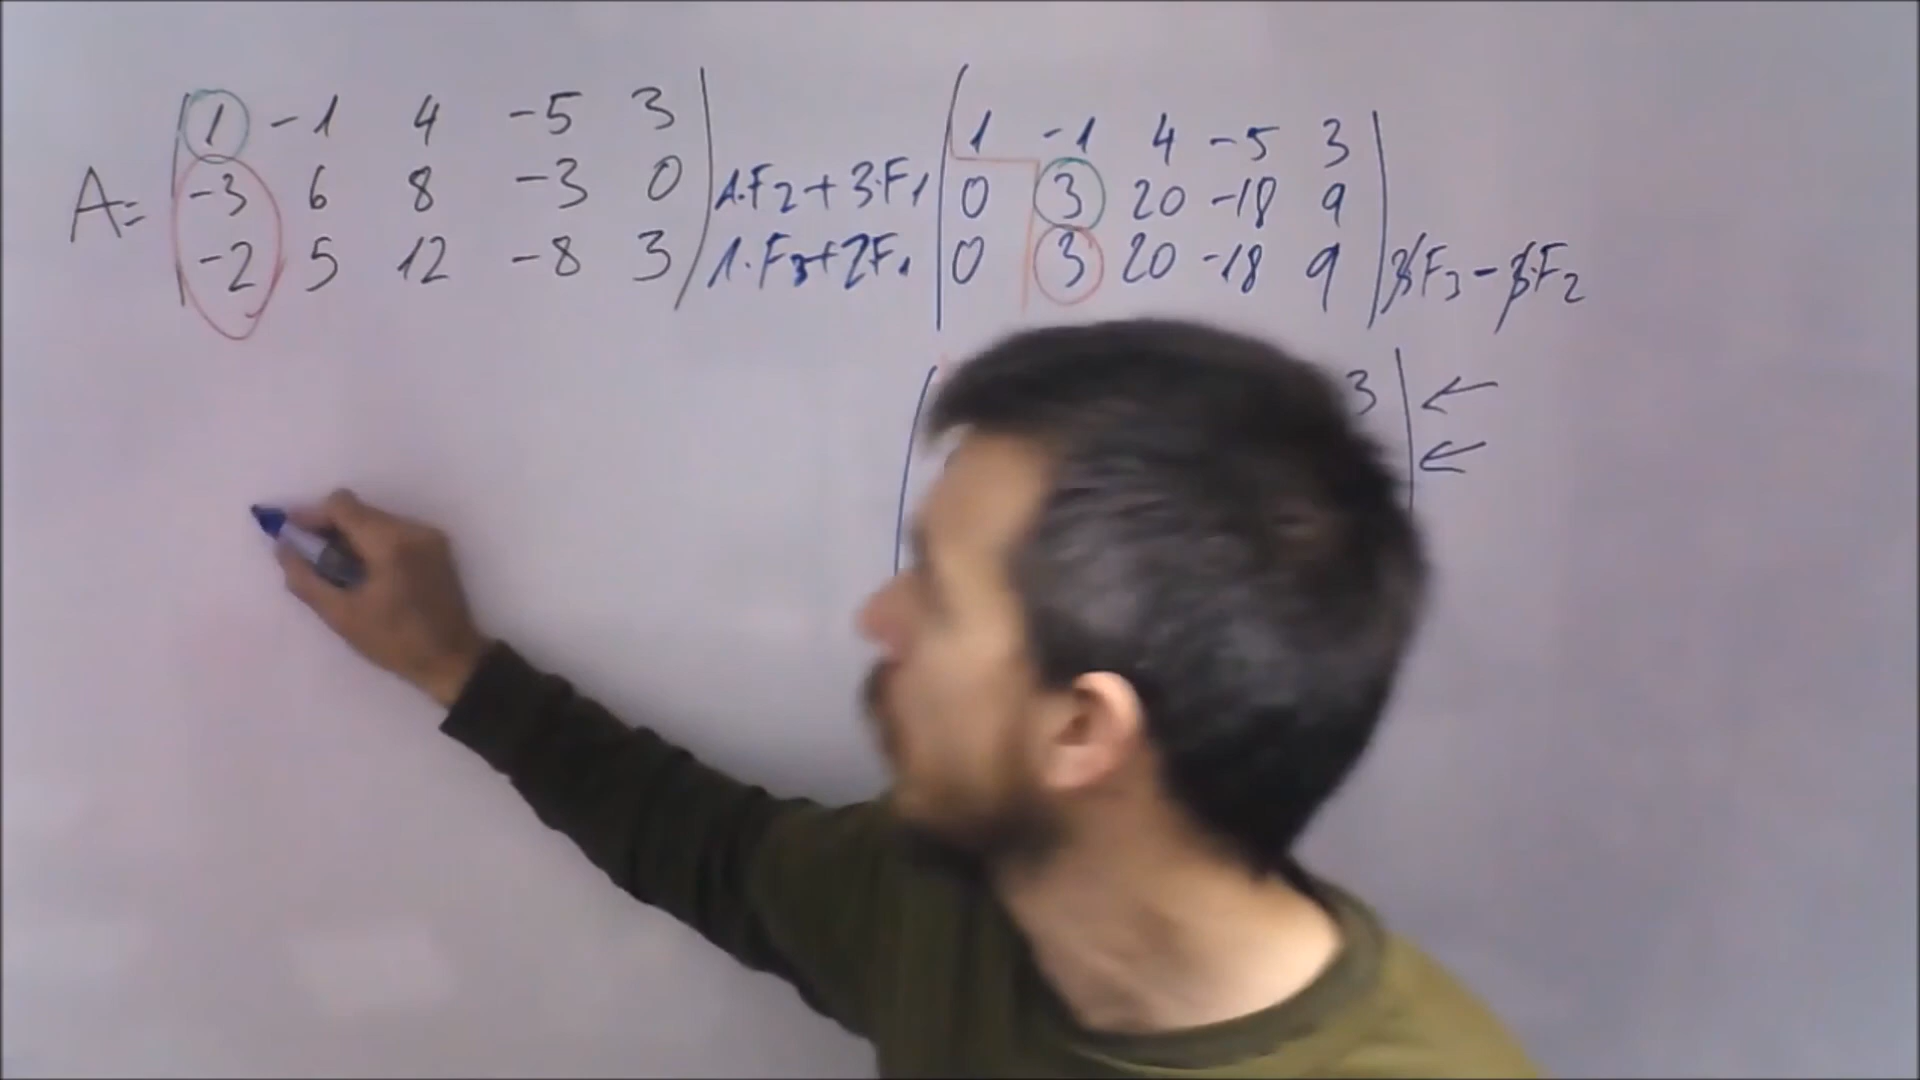 A= | 1 -1 4 -5 3 |
-3 6 8 -3 0 | 1.F2 + 3.F1
-2 5 12 -8 3 | 1.F3+2F1
| 1 -1 4 -5 3 |
0 3 20 -18 9
0 3 20 -18 9 | 3F3 - 3.F2
3 | ←
←